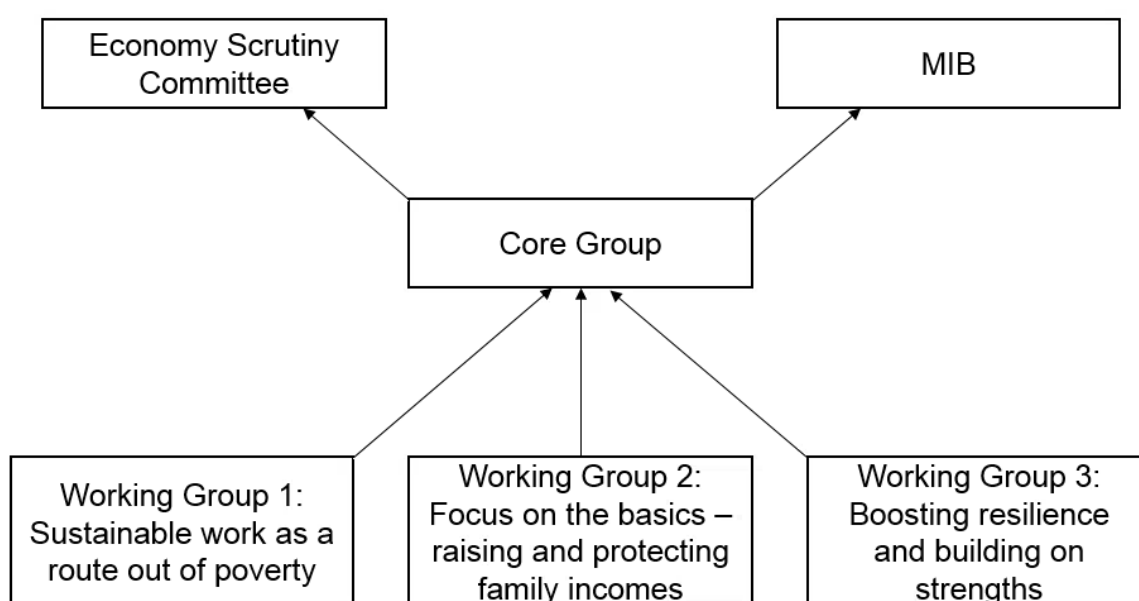 Economy Scrutiny
Committee
MIB
Core Group
Working Group 1:
Sustainable work as a
route out of poverty
Working Group 2:
Focus on the basics –
raising and protecting
family incomes
Working Group 3:
Boosting resilience
and building on
strengths